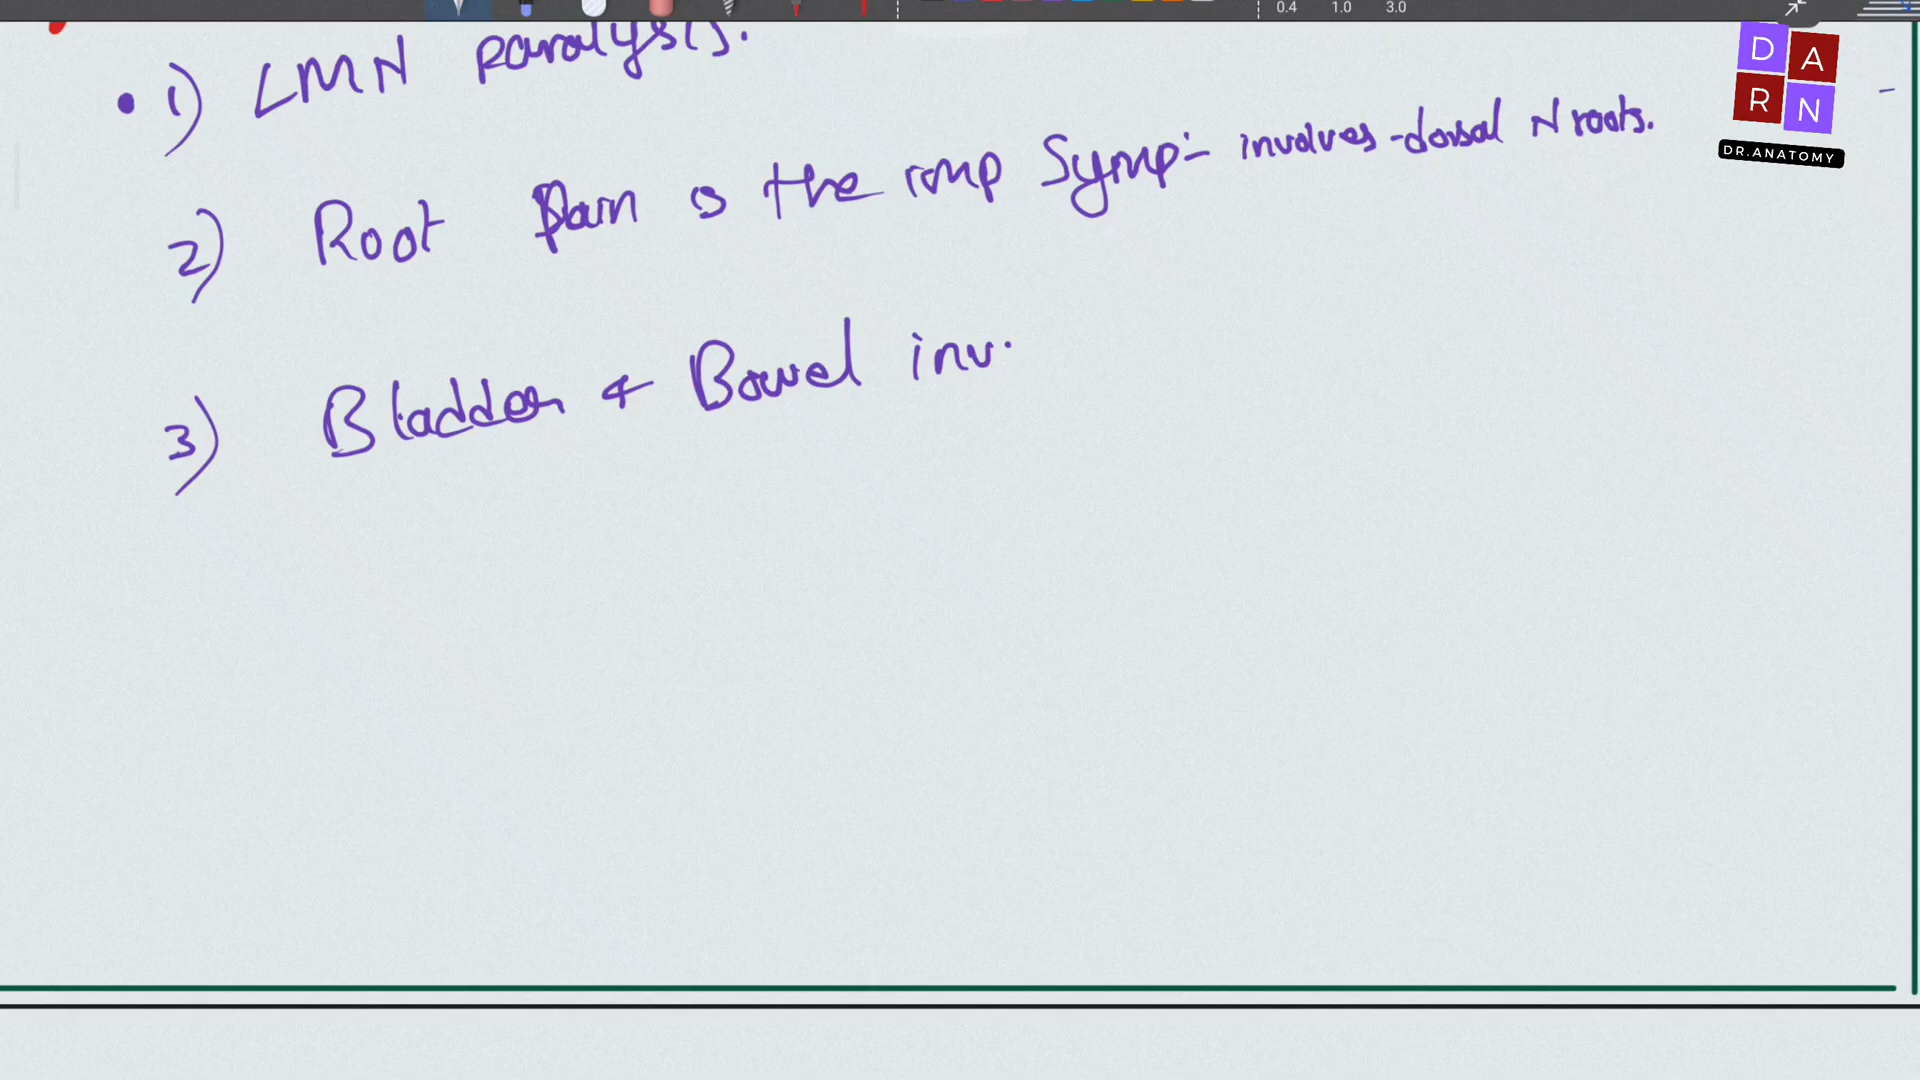 0.4 1.0 3.0
• 1) LMN paralysis.
2) Root Pain is the imp Symp:- involves -dorsal N roots.
3) Bladder & Bowel inv.
D A
R N
DR.ANATOMY